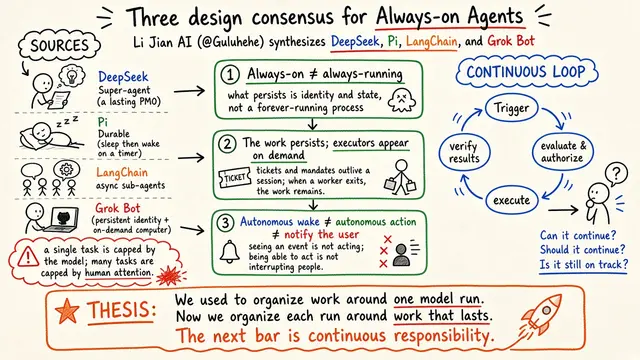 Three design consensus for Always-on Agents
Li Jian AI (@Guluhehe) synthesizes DeepSeek, Pi, LangChain, and Grok Bot
SOURCES
DeepSeek
Super-agent
(a lasting PMO)
Pi
Durable
(sleep then wake
on a timer)
z z z
LangChain
async sub-agents
Grok Bot
(persistent identity +
on-demand computer)
a single task is capped by
the model; many tasks are
capped by human attention.
1 Always-on ≠ always-running
what persists is identity and state,
not a forever-running process
2 The work persists; executors appear
on demand
TICKET
tickets and mandates outlive a
session; when a worker exits,
the work remains.
3 Autonomous wake ≠ autonomous action
≠ notify the user
seeing an event is not acting;
being able to act is not
interrupting people.
CONTINUOUS LOOP
Trigger
evaluate &
authorize
execute
verify
results
?
Can it continue?
Should it continue?
Is it still on track?
THESIS:
We used to organize work around one model run.
Now we organize each run around work that lasts.
The next bar is continuous responsibility.